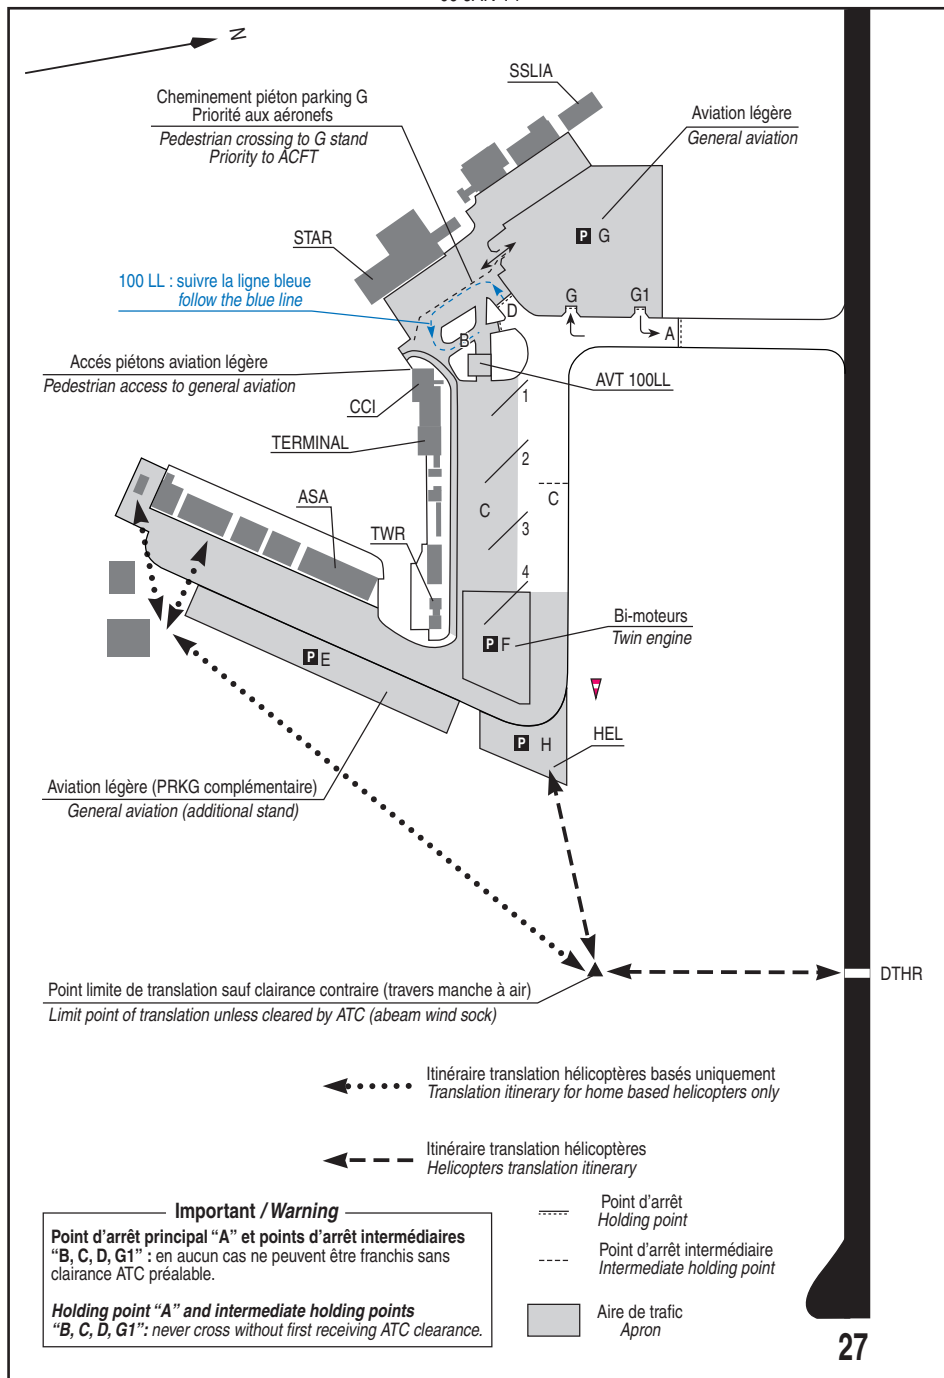 N
SSLIA
Cheminement piéton parking G
Priorité aux aéronefs
Pedestrian crossing to G stand
Priority to ACFT
Aviation légère
General aviation
STAR
P G
100 LL : suivre la ligne bleue
follow the blue line
G
G1
D
B
A
Accés piétons aviation légère
Pedestrian access to general aviation
AVT 100LL
CCI
1
TERMINAL
2
ASA
C
C
TWR
3
4
Bi-moteurs
Twin engine
P F
P E
HEL
P H
Aviation légère (PRKG complémentaire)
General aviation (additional stand)
DTHR
Point limite de translation sauf clairance contraire (travers manche à air)
Limit point of translation unless cleared by ATC (abeam wind sock)
Itinéraire translation hélicoptères basés uniquement
Translation itinerary for home based helicopters only
Itinéraire translation hélicoptères
Helicopters translation itinerary
Important / Warning
Point d'arrêt principal “A” et points d'arrêt intermédiaires
“B, C, D, G1” : en aucun cas ne peuvent être franchis sans
clairance ATC préalable.
Holding point “A” and intermediate holding points
“B, C, D, G1”: never cross without first receiving ATC clearance.
Point d'arrêt
Holding point
Point d'arrêt intermédiaire
Intermediate holding point
Aire de trafic
Apron
27